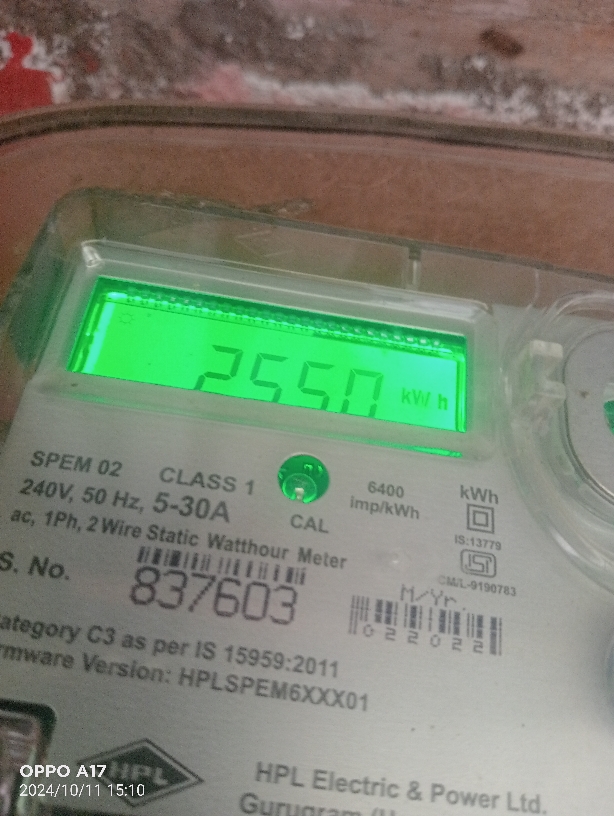 2550 kWh
SPEM 02 CLASS 1
240V, 50 Hz, 5-30A
ac, 1Ph, 2 Wire Static Watthour Meter
CAL
6400
imp/kWh
kWh
IS:13779
ISI
CM/L-9190783
S. No.
837603
M/Yr.
022022
ategory C3 as per IS 15959:2011
rmware Version: HPLSPEM6XXX01
HPL
HPL Electric & Power Ltd.
Gurugram
OPPO A17
2024/10/11 15:10